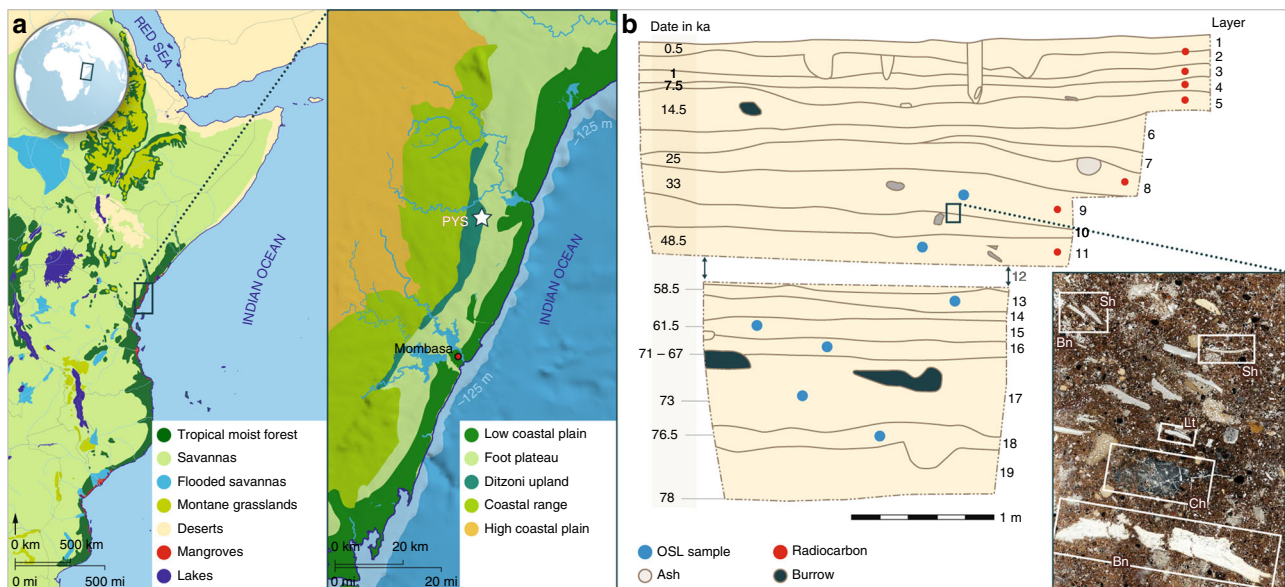 a
RED SEA
INDIAN OCEAN
Tropical moist forest
Savannas
Flooded savannas
Montane grasslands
Deserts
Mangroves
Lakes
0 km 500 km
0 mi 500 mi
–125 m
PYS
INDIAN OCEAN
Mombasa
–125 m
Low coastal plain
Foot plateau
Ditzoni upland
Coastal range
High coastal plain
0 km 20 km
0 mi 20 mi
b
Date in ka
Layer
0.5
1
7.5
14.5
25
33
48.5
58.5
61.5
71 – 67
73
76.5
78
1
2
3
4
5
6
7
8
9
10
11
12
13
14
15
16
17
18
19
1 m
OSL sample
Radiocarbon
Ash
Burrow
Sh
Bn
Sh
Lt
Ch
Bn